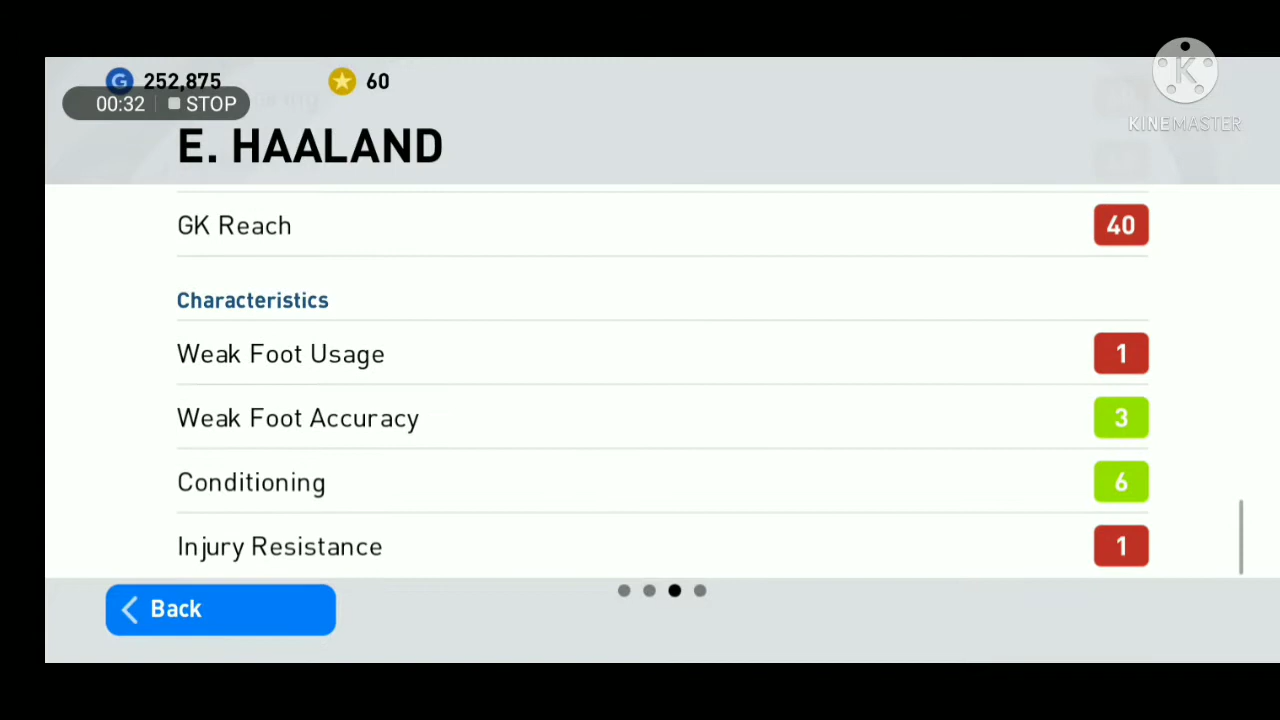 G 252,875 60
00:32 STOP
KINEMASTER
E. HAALAND
GK Reach 40
Characteristics
Weak Foot Usage 1
Weak Foot Accuracy 3
Conditioning 6
Injury Resistance 1
Back